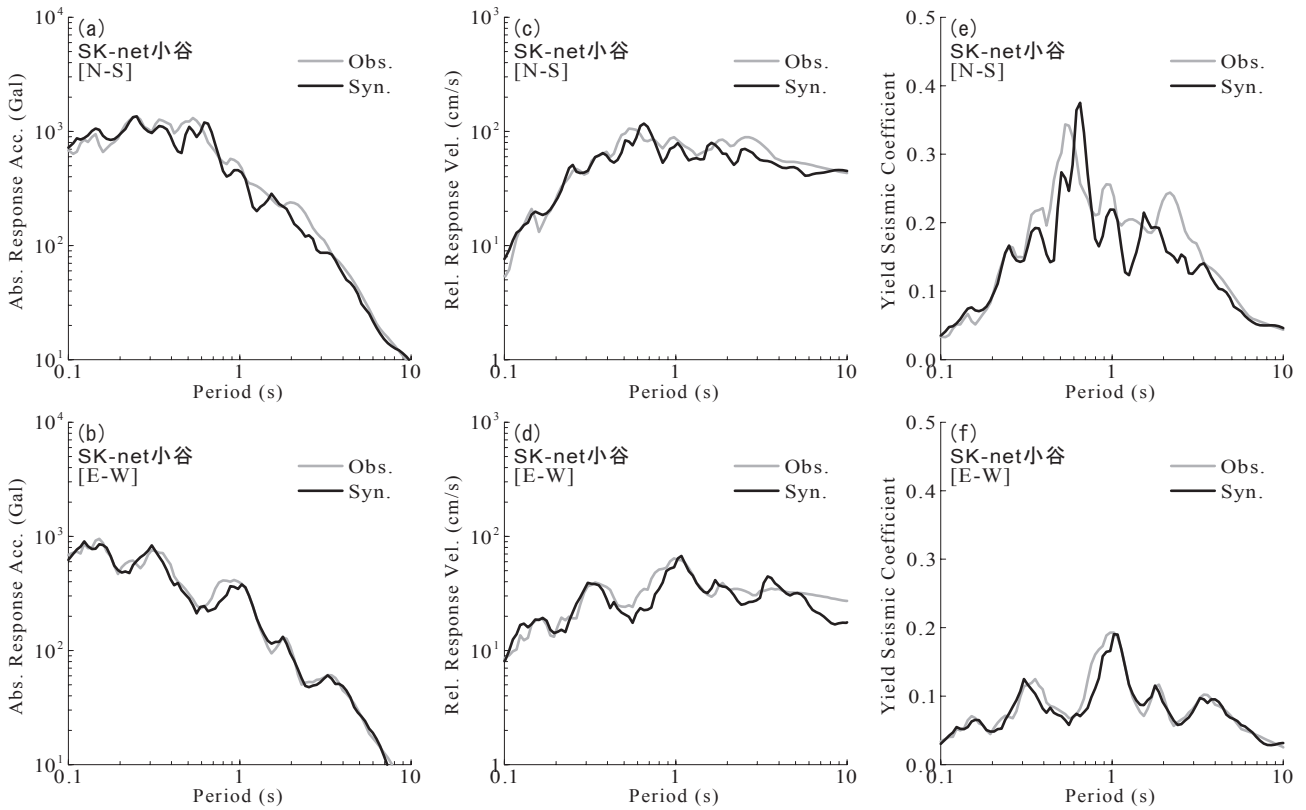 (a)
SK-net小谷
[N-S]
Obs.
Syn.
10⁴
10³
10²
10¹
Abs. Response Acc. (Gal)
0.1
1
10
Period (s)
(c)
SK-net小谷
[N-S]
Obs.
Syn.
10³
10²
10¹
1
Rel. Response Vel. (cm/s)
0.1
1
10
Period (s)
(e)
SK-net小谷
[N-S]
Obs.
Syn.
0.5
0.4
0.3
0.2
0.1
0.0
Yield Seismic Coefficient
0.1
1
10
Period (s)
(b)
SK-net小谷
[E-W]
Obs.
Syn.
10⁴
10³
10²
10¹
Abs. Response Acc. (Gal)
0.1
1
10
Period (s)
(d)
SK-net小谷
[E-W]
Obs.
Syn.
10³
10²
10¹
1
Rel. Response Vel. (cm/s)
0.1
1
10
Period (s)
(f)
SK-net小谷
[E-W]
Obs.
Syn.
0.5
0.4
0.3
0.2
0.1
0.0
Yield Seismic Coefficient
0.1
1
10
Period (s)